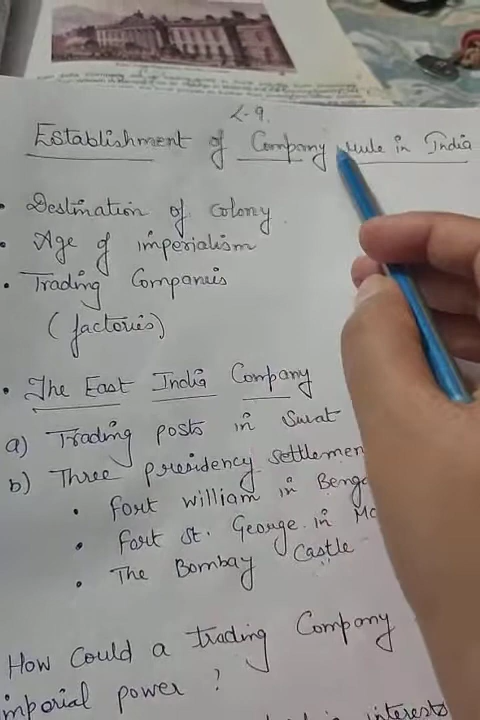 L-9.
Establishment of Company rule in India
• Destination of Colony.
• Age of imperialism
• Trading Companies
(factories)
• The East India Company
a) Trading posts in Surat
b) Three presidency settlemen
• Fort William in Beng
• Fort St. George in M
• The Bombay Castle
How Could a trading Company
imperial power ?
interests